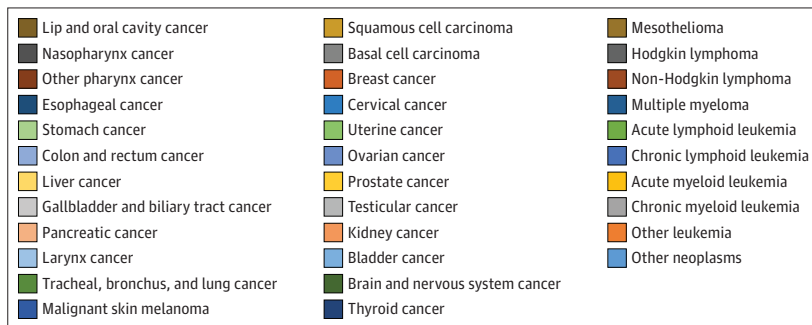 Lip and oral cavity cancer
Nasopharynx cancer
Other pharynx cancer
Esophageal cancer
Stomach cancer
Colon and rectum cancer
Liver cancer
Gallbladder and biliary tract cancer
Pancreatic cancer
Larynx cancer
Tracheal, bronchus, and lung cancer
Malignant skin melanoma
Squamous cell carcinoma
Basal cell carcinoma
Breast cancer
Cervical cancer
Uterine cancer
Ovarian cancer
Prostate cancer
Testicular cancer
Kidney cancer
Bladder cancer
Brain and nervous system cancer
Thyroid cancer
Mesothelioma
Hodgkin lymphoma
Non-Hodgkin lymphoma
Multiple myeloma
Acute lymphoid leukemia
Chronic lymphoid leukemia
Acute myeloid leukemia
Chronic myeloid leukemia
Other leukemia
Other neoplasms